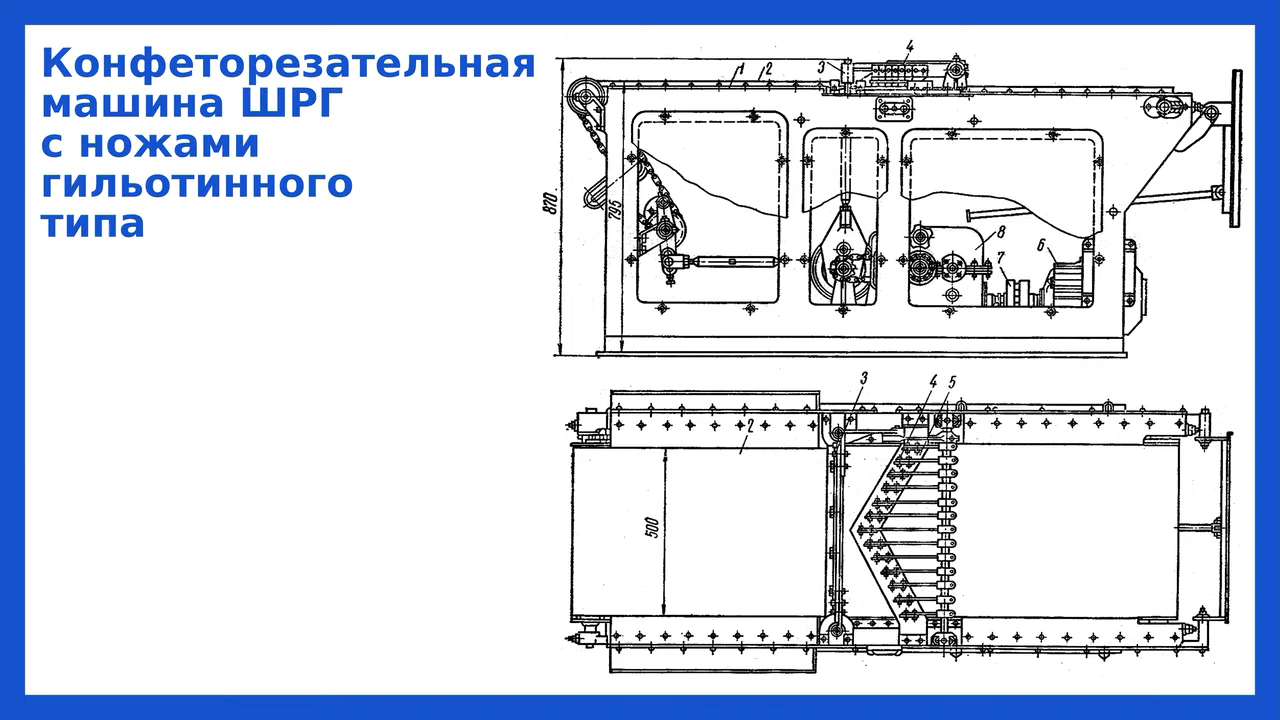 Конфеторезательная
машина ШРГ
с ножами
гильотинного
типа
4
3
1 2
870
795
8
6
7
3
4 5
2
500